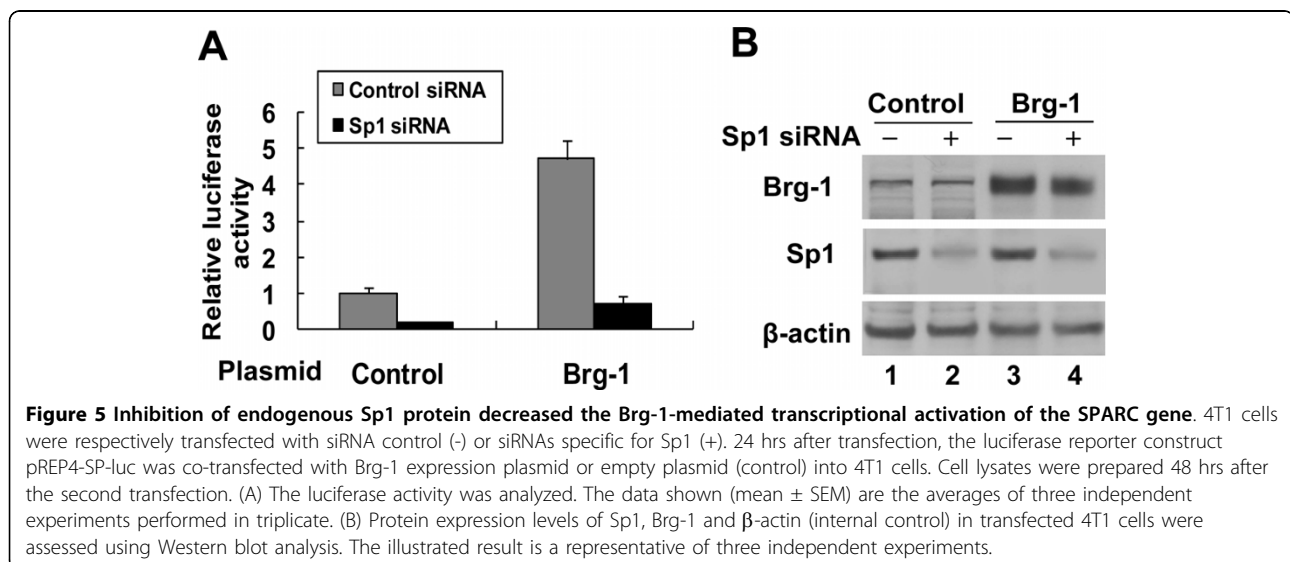 A
Control siRNA
Sp1 siRNA
Relative luciferase
activity
6
5
4
3
2
1
0
Plasmid Control Brg-1
B
Control Brg-1
Sp1 siRNA − + − +
Brg-1
Sp1
β-actin
1 2 3 4
Figure 5 Inhibition of endogenous Sp1 protein decreased the Brg-1-mediated transcriptional activation of the SPARC gene. 4T1 cells
were respectively transfected with siRNA control (-) or siRNAs specific for Sp1 (+). 24 hrs after transfection, the luciferase reporter construct
pREP4-SP-luc was co-transfected with Brg-1 expression plasmid or empty plasmid (control) into 4T1 cells. Cell lysates were prepared 48 hrs after
the second transfection. (A) The luciferase activity was analyzed. The data shown (mean ± SEM) are the averages of three independent
experiments performed in triplicate. (B) Protein expression levels of Sp1, Brg-1 and β-actin (internal control) in transfected 4T1 cells were
assessed using Western blot analysis. The illustrated result is a representative of three independent experiments.